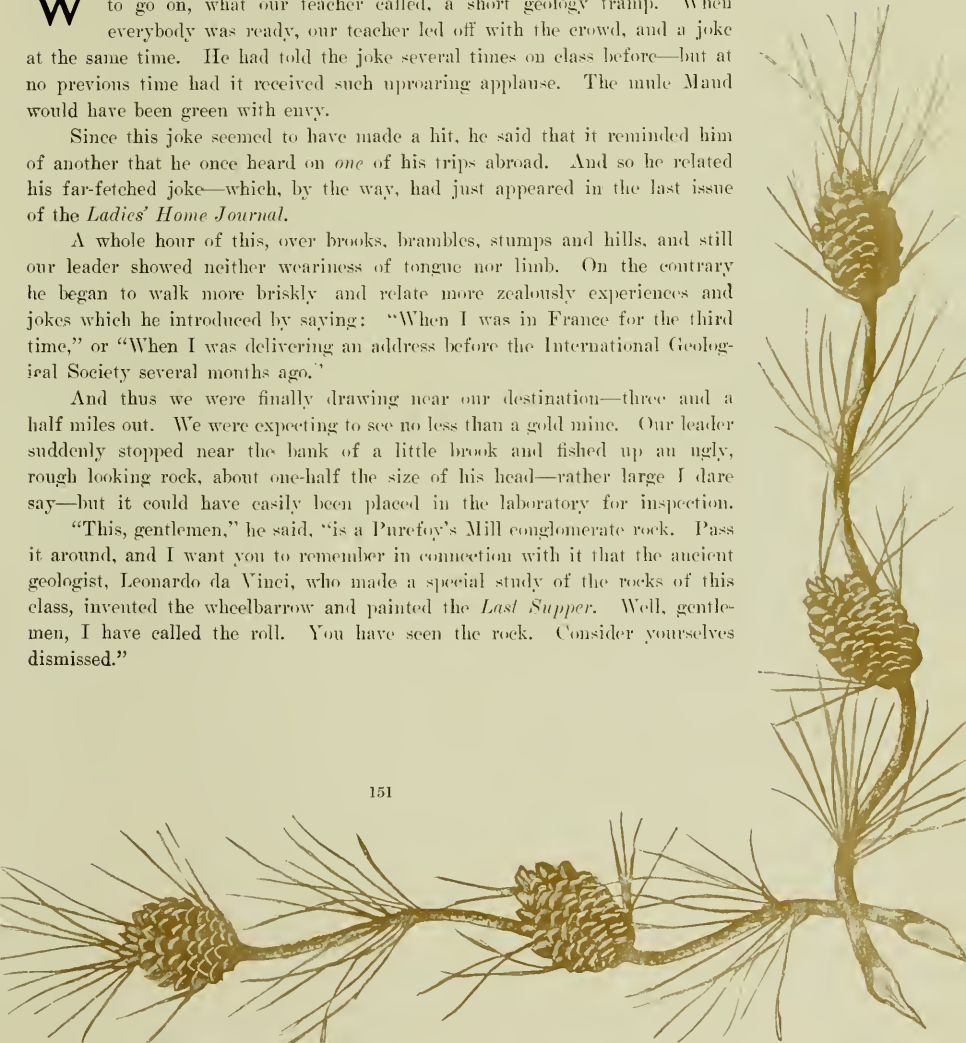 W to go on, what our teacher called, a short geology tramp. When
everybody was ready, our teacher led off with the crowd, and a joke
at the same time. He had told the joke several times on class before—but at
no previous time had it received such uproaring applause. The mule Maud
would have been green with envy.
Since this joke seemed to have made a hit, he said that it reminded him
of another that he once heard on one of his trips abroad. And so he related
his far-fetched joke—which, by the way, had just appeared in the last issue
of the Ladies' Home Journal.
A whole hour of this, over brooks, brambles, stumps and hills, and still
our leader showed neither weariness of tongue nor limb. On the contrary
he began to walk more briskly and relate more zealously experiences and
jokes which he introduced by saying: "When I was in France for the third
time," or "When I was delivering an address before the International Geolog-
ical Society several months ago."
And thus we were finally drawing near our destination—three and a
half miles out. We were expecting to see no less than a gold mine. Our leader
suddenly stopped near the bank of a little brook and fished up an ugly,
rough looking rock, about one-half the size of his head—rather large I dare
say—but it could have easily been placed in the laboratory for inspection.
"This, gentlemen," he said, "is a Purefoy's Mill conglomerate rock. Pass
it around, and I want you to remember in connection with it that the ancient
geologist, Leonardo da Vinci, who made a special study of the rocks of this
class, invented the wheelbarrow and painted the Last Supper. Well, gentle-
men, I have called the roll. You have seen the rock. Consider yourselves
dismissed."
151